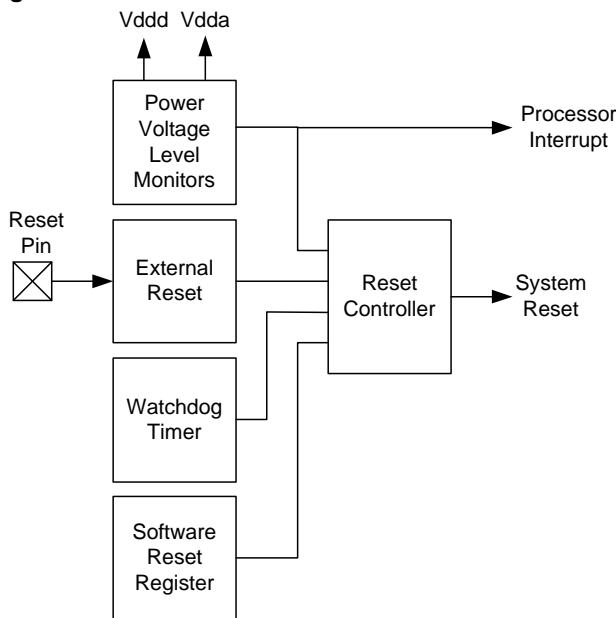 Vddd Vdda
Power
Voltage
Level
Monitors
Processor
Interrupt
Reset
Pin
External
Reset
Reset
Controller
System
Reset
Watchdog
Timer
Software
Reset
Register